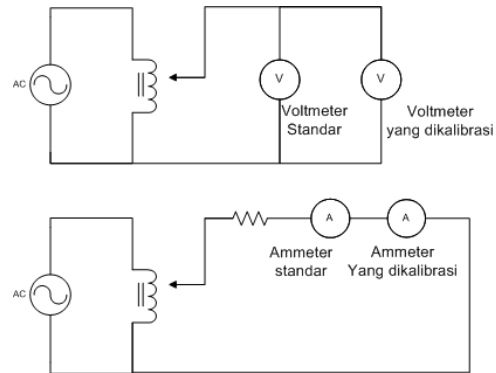 AC
V
V
Voltmeter
Standar
Voltmeter
yang dikalibrasi
AC
A
A
Ammeter
standar
Ammeter
Yang dikalibrasi